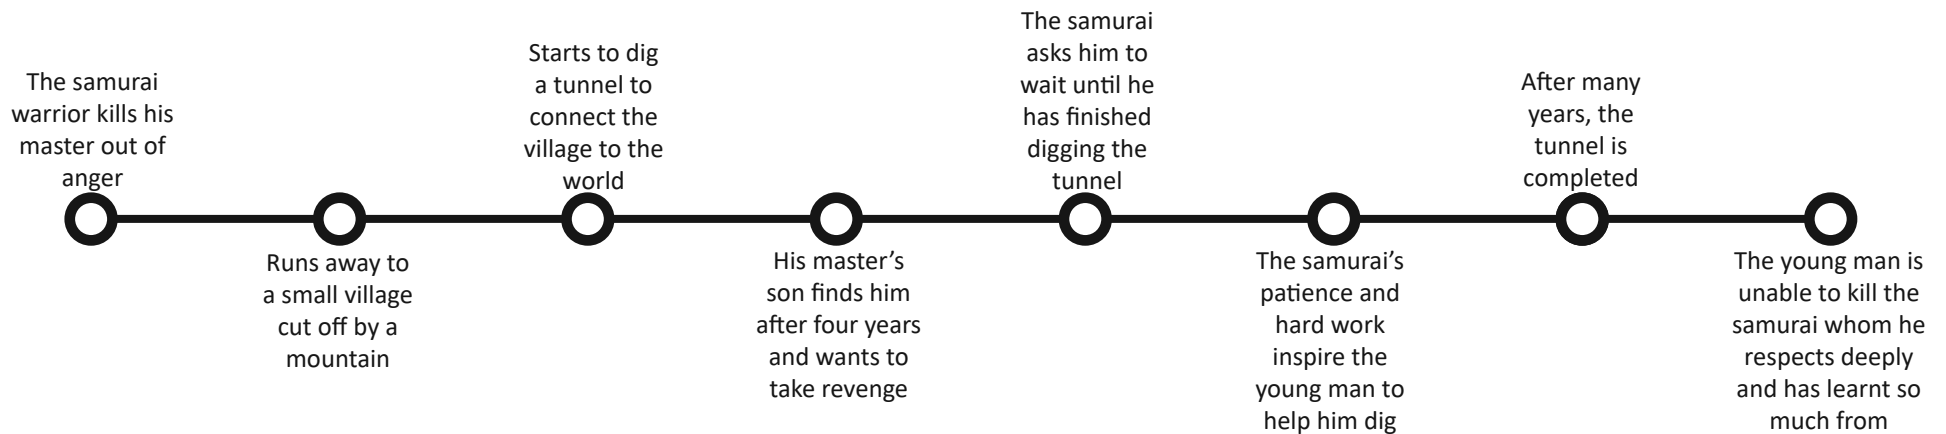 The samurai
warrior kills his
master out of
anger
Runs away to
a small village
cut off by a
mountain
Starts to dig
a tunnel to
connect the
village to the
world
His master’s
son finds him
after four years
and wants to
take revenge
The samurai
asks him to
wait until he
has finished
digging the
tunnel
The samurai’s
patience and
hard work
inspire the
young man to
help him dig
After many
years, the
tunnel is
completed
The young man is
unable to kill the
samurai whom he
respects deeply
and has learnt so
much from